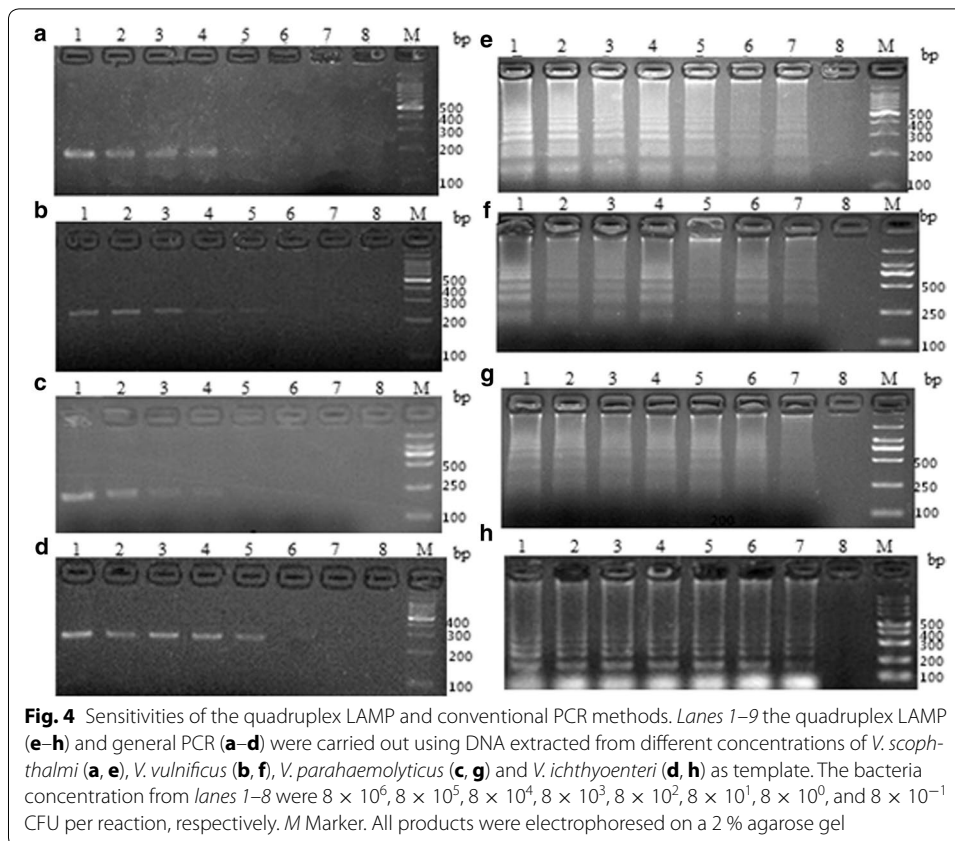 a
1 2 3 4 5 6 7 8 M
bp
500
400
300
200
100
b
1 2 3 4 5 6 7 8 M
bp
500
400
300
200
100
c
1 2 3 4 5 6 7 8 M
bp
500
250
100
d
1 2 3 4 5 6 7 8 M
bp
400
300
200
100
e
1 2 3 4 5 6 7 8 M
bp
500
400
300
200
100
f
1 2 3 4 5 6 7 8 M
bp
500
250
100
g
1 2 3 4 5 6 7 8 M
bp
500
250
100
200
h
1 2 3 4 5 6 7 8 M
bp
500
400
300
200
100
Fig. 4 Sensitivities of the quadruplex LAMP and conventional PCR methods. Lanes 1–9 the quadruplex LAMP
(e–h) and general PCR (a–d) were carried out using DNA extracted from different concentrations of V. scoph-
thalmi (a, e), V. vulnificus (b, f), V. parahaemolyticus (c, g) and V. ichthyoenteri (d, h) as template. The bacteria
concentration from lanes 1–8 were 8 × 10⁶, 8 × 10⁵, 8 × 10⁴, 8 × 10³, 8 × 10², 8 × 10¹, 8 × 10⁰, and 8 × 10⁻¹
CFU per reaction, respectively. M Marker. All products were electrophoresed on a 2 % agarose gel